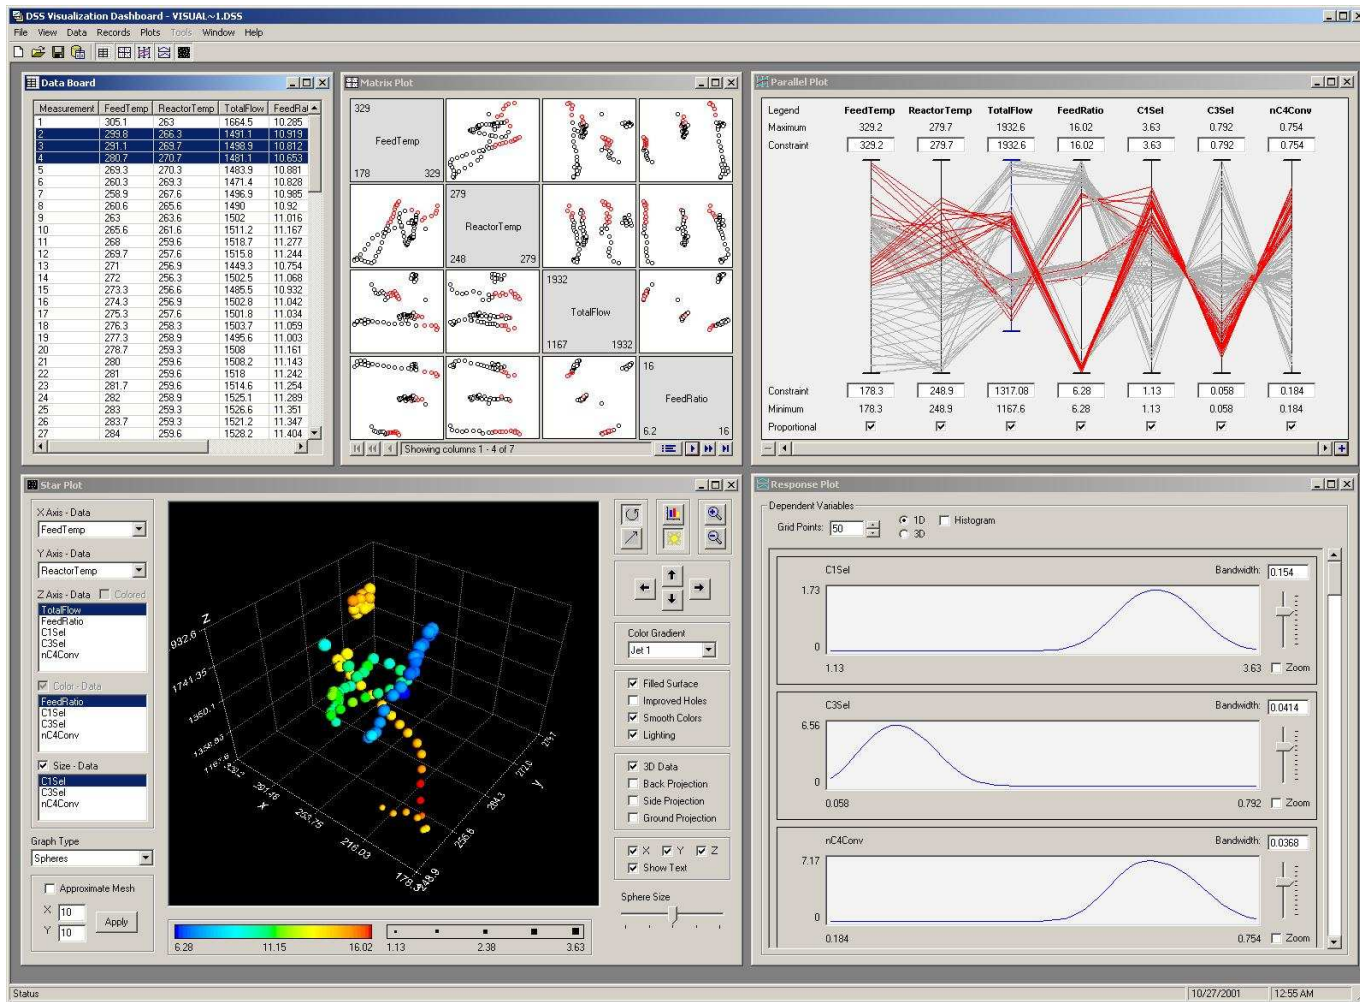 DSS Visualization Dashboard - VISUAL~1.DSS
File View Data Records Plots Tools Window Help
Data Board
Measurement FeedTemp ReactorTemp TotalFlow FeedRat
1 305.1 263 1664.5 10.285
2 299.8 266.3 1491.1 10.919
3 291.1 269.7 1498.9 10.812
4 280.7 270.7 1481.1 10.653
5 269.3 270.3 1483.9 10.881
6 260.3 269.3 1471.4 10.828
7 258.9 267.6 1496.9 10.985
8 260.6 265.6 1490 10.92
9 263 263.6 1502 11.016
10 265.6 261.6 1511.2 11.167
11 268 259.6 1518.7 11.277
12 269.7 257.6 1515.8 11.244
13 271 256.9 1449.3 10.754
14 272 256.3 1502.5 11.068
15 273.3 256.6 1485.5 10.932
16 274.3 256.9 1502.8 11.042
17 275.3 257.6 1501.8 11.034
18 276.3 258.3 1503.7 11.059
19 277.3 258.9 1495.6 11.003
20 278.7 259.3 1508 11.161
21 280 259.6 1508.2 11.143
22 281 259.6 1518 11.242
23 281.7 259.6 1514.6 11.254
24 282 258.9 1525.1 11.289
25 283 259.3 1526.6 11.351
26 283.7 259.3 1521.2 11.347
27 284 259.6 1528.2 11.404
Matrix Plot
329
FeedTemp
178 329
279
ReactorTemp
248 279
1932
TotalFlow
1167 1932
16
FeedRatio
6.2 16
Showing columns 1 - 4 of 7
Parallel Plot
Legend FeedTemp ReactorTemp TotalFlow FeedRatio C1Sel C3Sel nC4Conv
Maximum 329.2 279.7 1932.6 16.02 3.63 0.792 0.754
Constraint 329.2 279.7 1932.6 16.02 3.63 0.792 0.754
Constraint 178.3 248.9 1317.08 6.28 1.13 0.058 0.184
Minimum 178.3 248.9 1167.6 6.28 1.13 0.058 0.184
Proportional
Star Plot
X Axis - Data
FeedTemp
Y Axis - Data
ReactorTemp
Z Axis - Data Colored
TotalFlow
FeedRatio
C1Sel
C3Sel
nC4Conv
Color - Data
FeedRatio
C1Sel
C3Sel
nC4Conv
Size - Data
C1Sel
C3Sel
nC4Conv
Graph Type
Spheres
Approximate Mesh
X 10
Y 10
Apply
Z
1741.35
X
253.75
216.03
178.3
248.9
256.6
264.3
y
6.28 11.15 16.02
1.13 2.38 3.63
Color Gradient
Jet 1
Filled Surface
Improved Holes
Smooth Colors
Lighting
3D Data
Back Projection
Side Projection
Ground Projection
X Y Z
Show Text
Sphere Size
Response Plot
Dependent Variables
Grid Points: 50 1D Histogram
3D
C1Sel Bandwidth: 0.154
1.73
0
1.13 3.63 Zoom
C3Sel Bandwidth: 0.0414
6.56
0
0.058 0.792 Zoom
nC4Conv Bandwidth: 0.0368
7.17
0
0.184 0.754 Zoom
Status 10/27/2001 12:55 AM